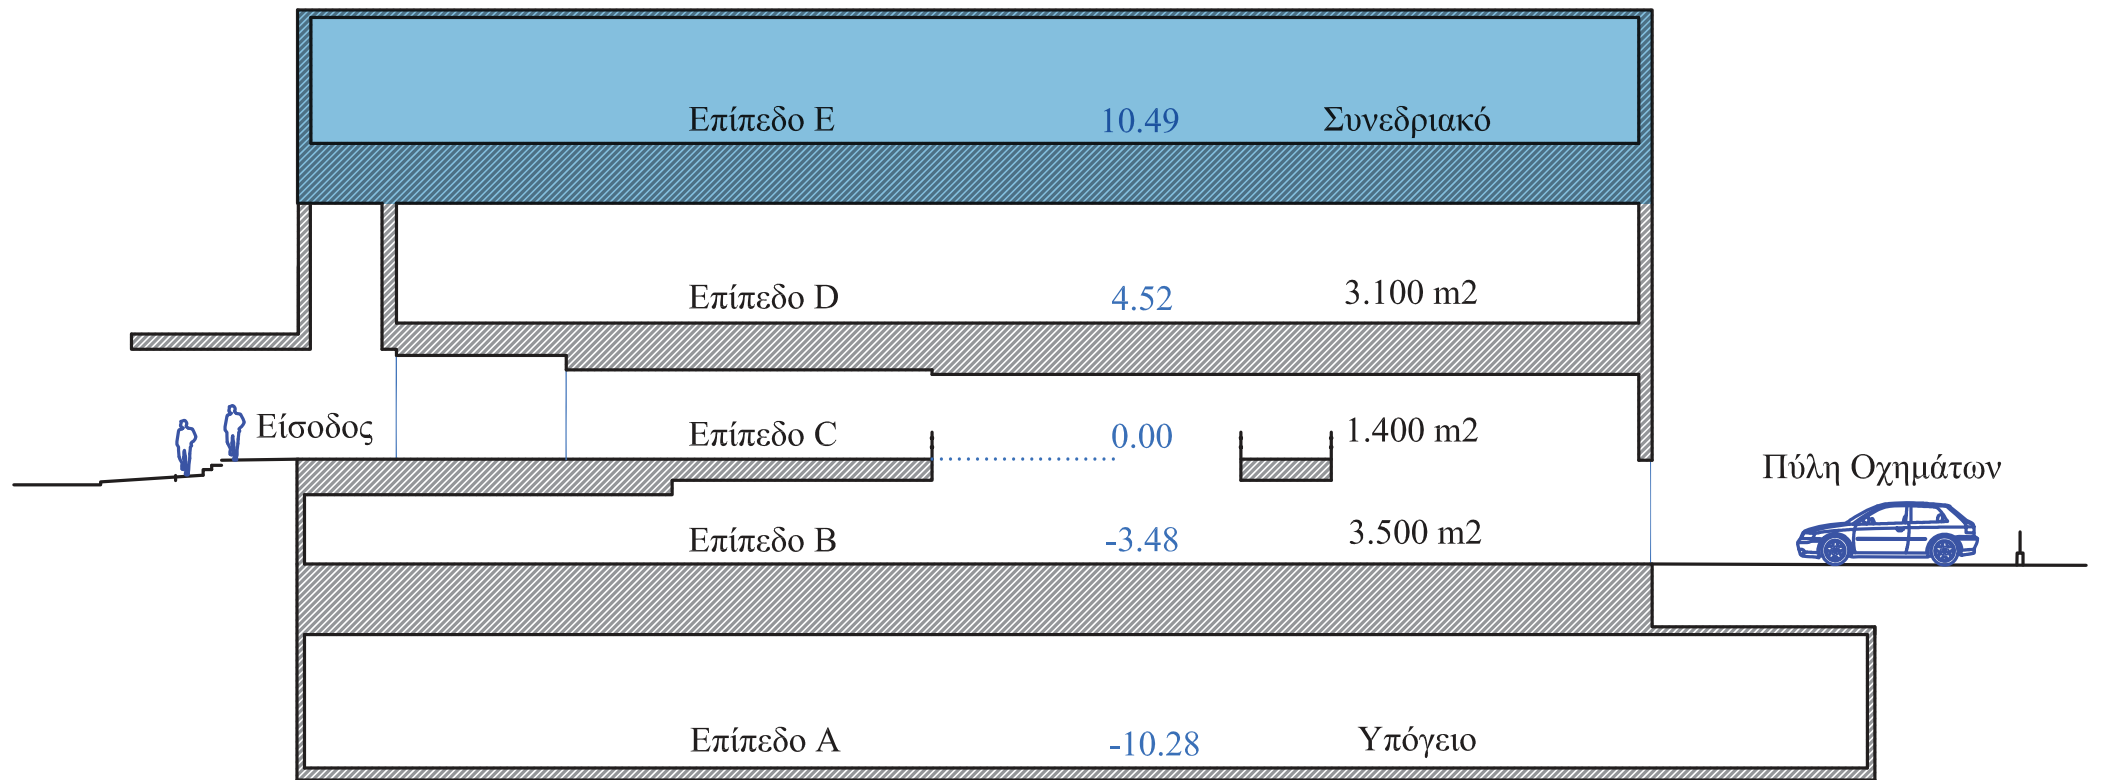 Επίπεδο E 10.49 Συνεδριακό
Επίπεδο D 4.52 3.100 m2
Είσοδος Επίπεδο C 0.00 1.400 m2
Πύλη Οχημάτων
Επίπεδο B -3.48 3.500 m2
Επίπεδο A -10.28 Υπόγειο